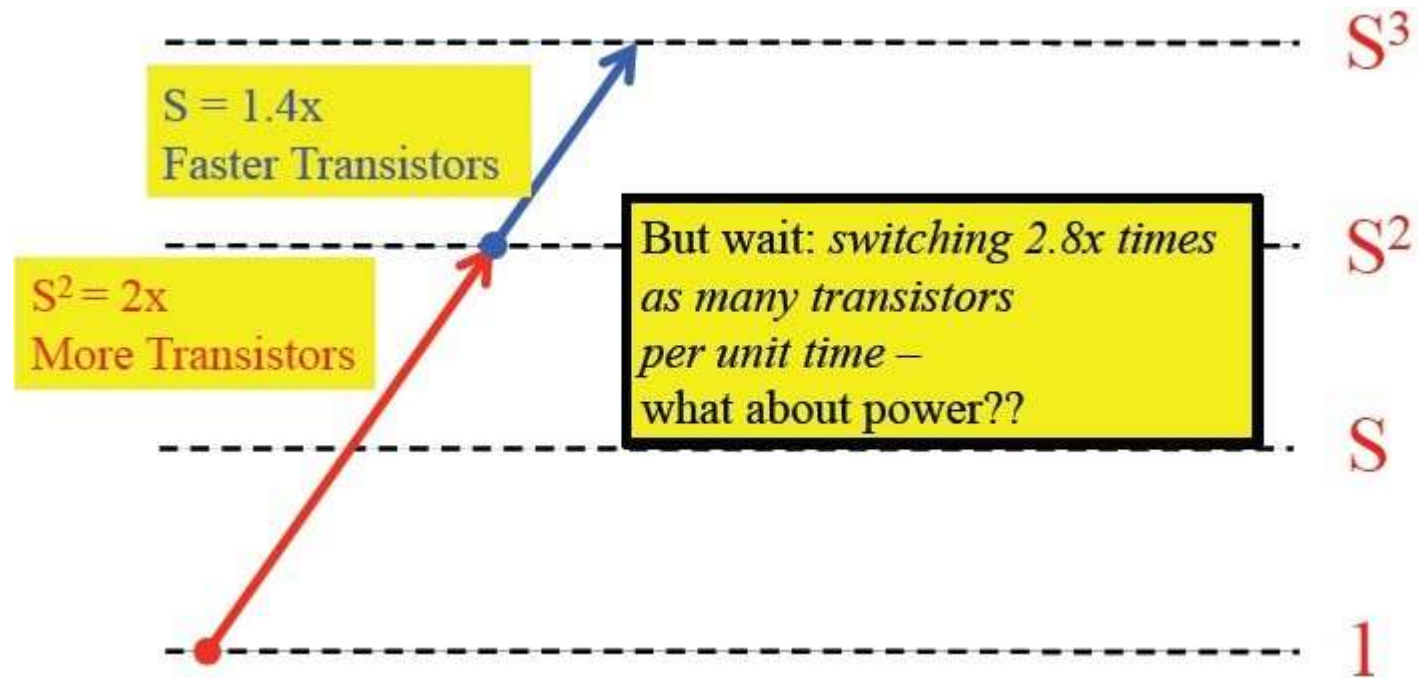 S³
S = 1.4x
Faster Transistors
S²
But wait: switching 2.8x times
as many transistors
per unit time –
what about power??
S² = 2x
More Transistors
S
1